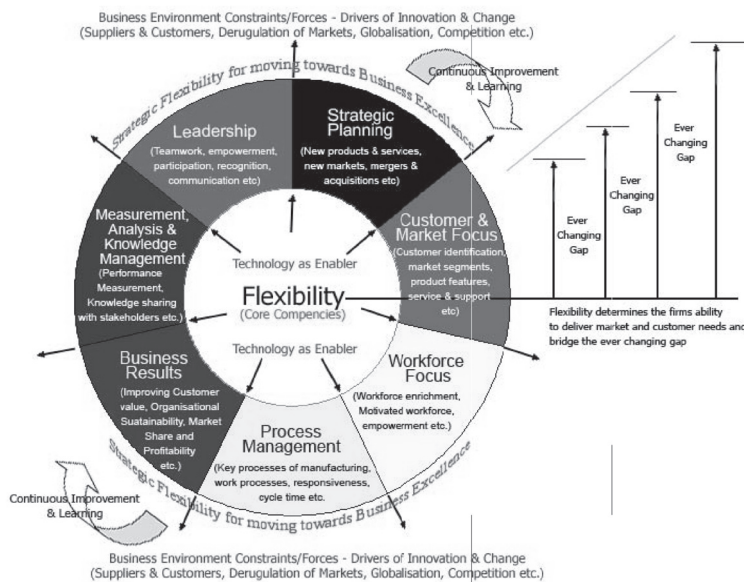 Business Environment Constraints/Forces - Drivers of Innovation & Change
(Suppliers & Customers, Derugulation of Markets, Globalisation, Competition etc.)
Continuous Improvement
& Learning
Strategic Flexibility for moving towards Business Excellence
Leadership
(Teamwork, empowerment,
participation, recognition,
communication etc)
Strategic
Planning
(New products & services,
new markets, mergers &
acquisitions etc)
Measurement,
Analysis &
Knowledge
Management
(Performance
Measurement,
Knowledge sharing
with stakeholders etc.)
Customer &
Market Focus
(Customer identification,
market segments,
product features,
service & support
etc)
Technology as Enabler
Flexibility
(Core Compencies)
Technology as Enabler
Business
Results
(Improving Customer
value, Organisational
Sustainability, Market
Share and
Profitability
etc.)
Process
Management
(Key processes of manufacturing,
work processes, responsiveness,
cycle time etc.
Workforce
Focus
(Workforce enrichment,
Motivated workforce,
empowerment etc.)
Strategic Flexibility for moving towards Business Excellence
Continuous Improvement
& Learning
Business Environment Constraints/Forces - Drivers of Innovation & Change
(Suppliers & Customers, Derugulation of Markets, Globalisation, Competition etc.)
Ever
Changing
Gap
Ever
Changing
Gap
Ever
Changing
Gap
Ever
Changing
Gap
Flexibility determines the firms ability
to deliver market and customer needs and
bridge the ever changing gap